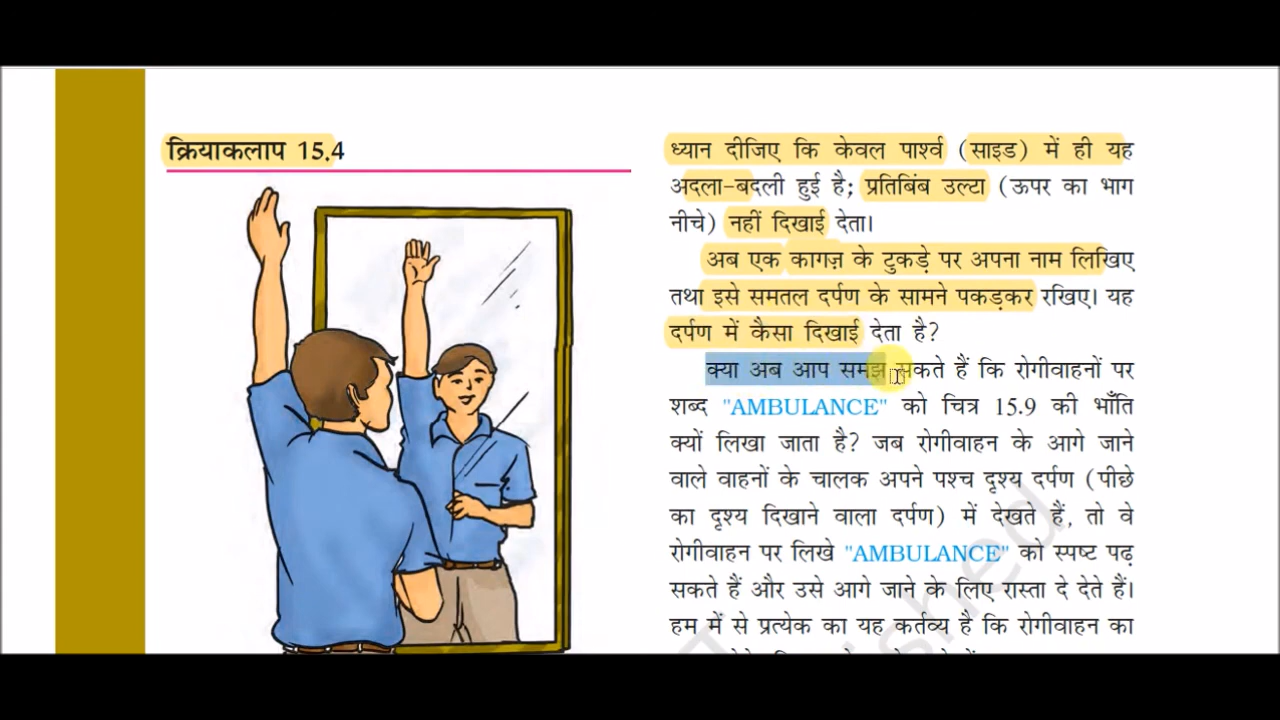 क्रियाकलाप 15.4
ध्यान दीजिए कि केवल पार्श्व (साइड) में ही यह
अदला-बदली हुई है; प्रतिबिंब उल्टा (ऊपर का भाग
नीचे) नहीं दिखाई देता।
अब एक कागज़ के टुकड़े पर अपना नाम लिखिए
तथा इसे समतल दर्पण के सामने पकड़कर रखिए। यह
दर्पण में कैसा दिखाई देता है?
क्या अब आप समझ सकते हैं कि रोगीवाहनों पर
शब्द "AMBULANCE" को चित्र 15.9 की भाँति
क्यों लिखा जाता है? जब रोगीवाहन के आगे जाने
वाले वाहनों के चालक अपने पश्च दृश्य दर्पण (पीछे
का दृश्य दिखाने वाला दर्पण) में देखते हैं, तो वे
रोगीवाहन पर लिखे "AMBULANCE" को स्पष्ट पढ़
सकते हैं और उसे आगे जाने के लिए रास्ता दे देते हैं।
हम में से प्रत्येक का यह कर्तव्य है कि रोगीवाहन का